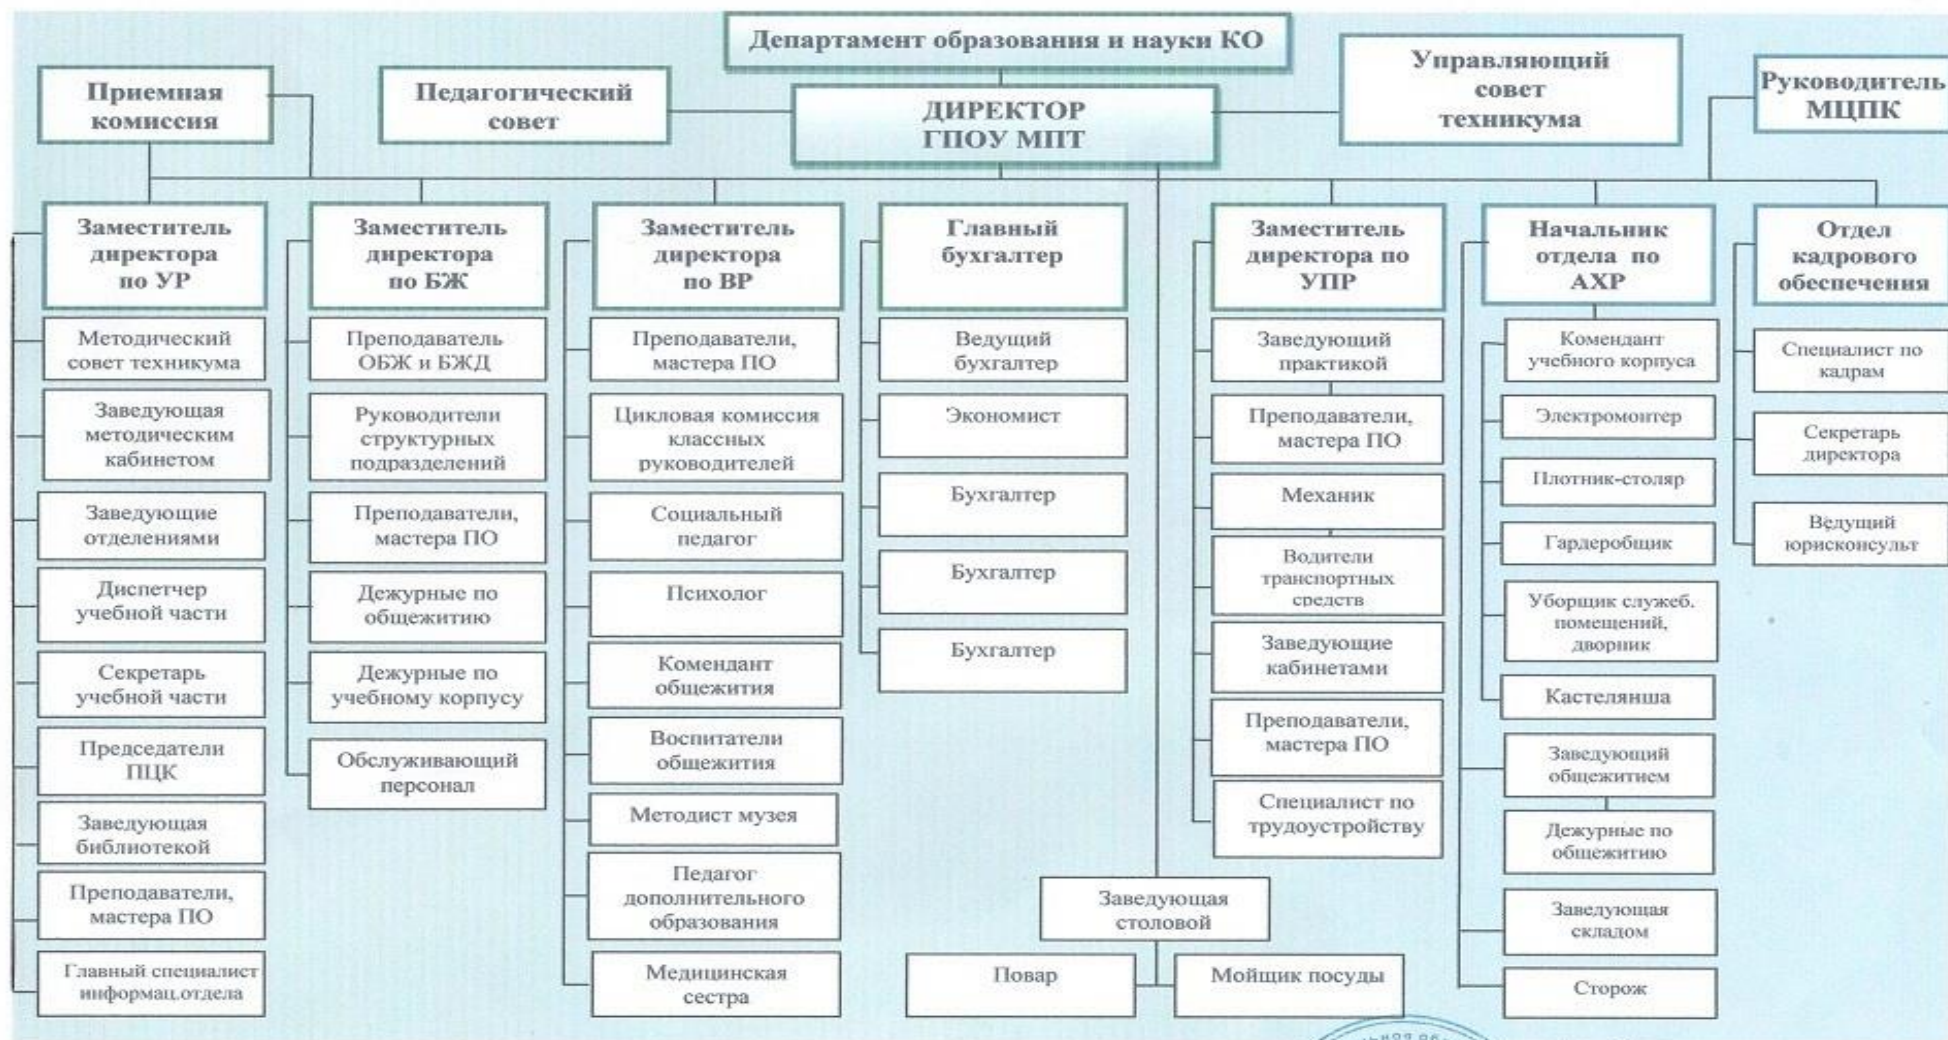 Департамент образования и науки КО
Приемная
комиссия
Педагогический
совет
ДИРЕКТОР
ГПОУ МПТ
Управляющий
совет
техникума
Руководитель
МЦПК
Заместитель
директора
по УР
Методический
совет техникума
Заведующая
методическим
кабинетом
Заведующие
отделениями
Диспетчер
учебной части
Секретарь
учебной части
Председатели
ПЦК
Заведующая
библиотекой
Преподаватели,
мастера ПО
Главный специалист
информац.отдела
Заместитель
директора
по БЖ
Преподаватель
ОБЖ и БЖД
Руководители
структурных
подразделений
Преподаватели,
мастера ПО
Дежурные по
общежитию
Дежурные по
учебному корпусу
Обслуживающий
персонал
Заместитель
директора
по ВР
Преподаватели,
мастера ПО
Цикловая комиссия
классных
руководителей
Социальный
педагог
Психолог
Комендант
общежития
Воспитатели
общежития
Методист музея
Педагог
дополнительного
образования
Медицинская
сестра
Главный
бухгалтер
Ведущий
бухгалтер
Экономист
Бухгалтер
Бухгалтер
Бухгалтер
Заведующая
столовой
Повар
Мойщик посуды
Заместитель
директора по
УПР
Заведующий
практикой
Преподаватели,
мастера ПО
Механик
Водители
транспортных
средств
Заведующие
кабинетами
Преподаватели,
мастера ПО
Специалист по
трудоустройству
Начальник
отдела по
АХР
Комендант
учебного корпуса
Электромонтер
Плотник-столяр
Гардеробщик
Уборщик служеб.
помещений,
дворник
Кастелянша
Заведующий
общежитием
Дежурные по
общежитию
Заведующая
складом
Сторож
Отдел
кадрового
обеспечения
Специалист по
кадрам
Секретарь
директора
Ведущий
юрисконсульт